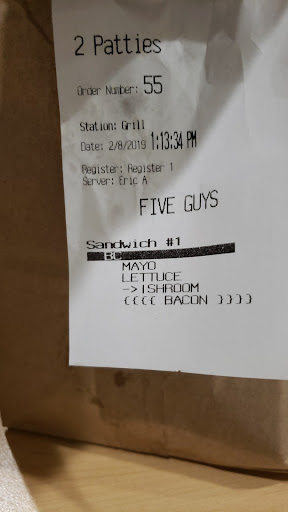 2 Patties
Order Number: 55
Station: Grill
Date: 2/8/2019 1:13:34 PM
Register: Register 1
Server: Eric A
FIVE GUYS
Sandwich #1
BC
MAYO
LETTUCE
->ISHROOM
(((( BACON ))))